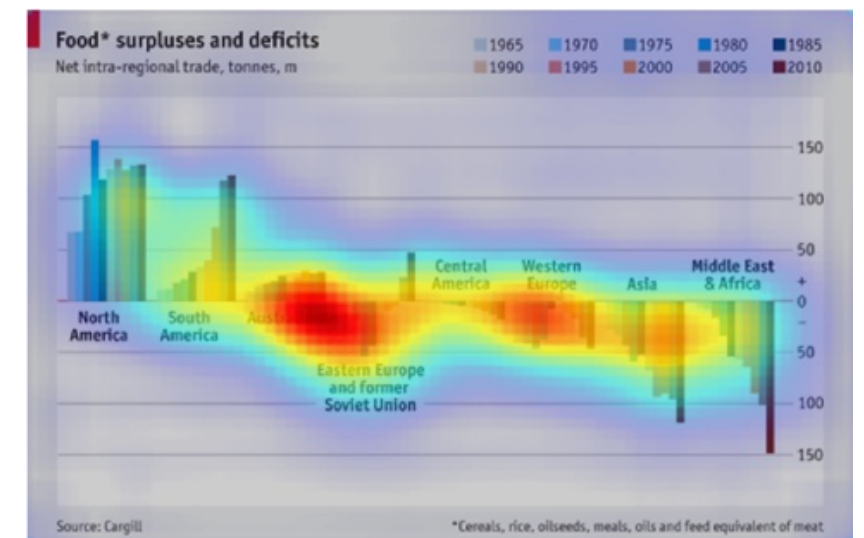 Food* surpluses and deficits
Net intra-regional trade, tonnes, m
1965 1970 1975 1980 1985
1990 1995 2000 2005 2010
150
100
50
+
0
–
50
100
150
North
America
South
America
Eastern Europe
and former
Soviet Union
Central
America
Western
Europe
Asia
Middle East
& Africa
Source: Cargill
*Cereals, rice, oilseeds, meals, oils and feed equivalent of meat